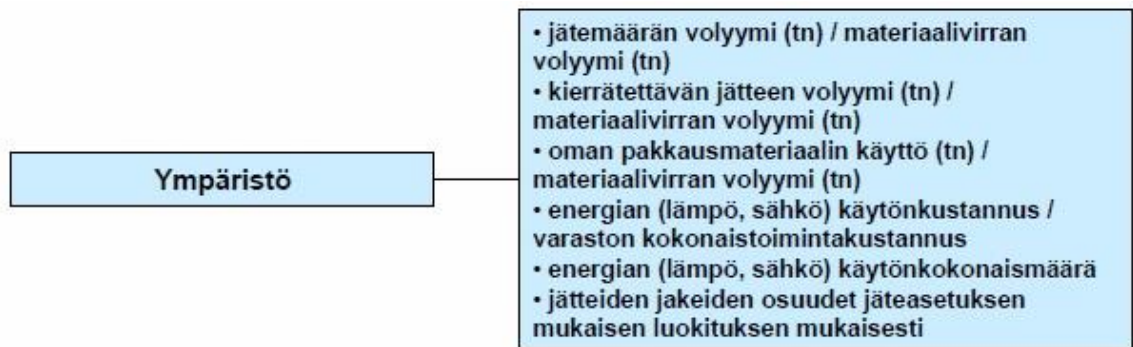 Ympäristö
• jätemäärän volyymi (tn) / materiaalivirran
volyymi (tn)
• kierrätettävän jätteen volyymi (tn) /
materiaalivirran volyymi (tn)
• oman pakkausmateriaalin käyttö (tn) /
materiaalivirran volyymi (tn)
• energian (lämpö, sähkö) käytönkustannus /
varaston kokonaistoimintakustannus
• energian (lämpö, sähkö) käytönkokonaismäärä
• jätteiden jakeiden osuudet jäteasetuksen
mukaisen luokituksen mukaisesti